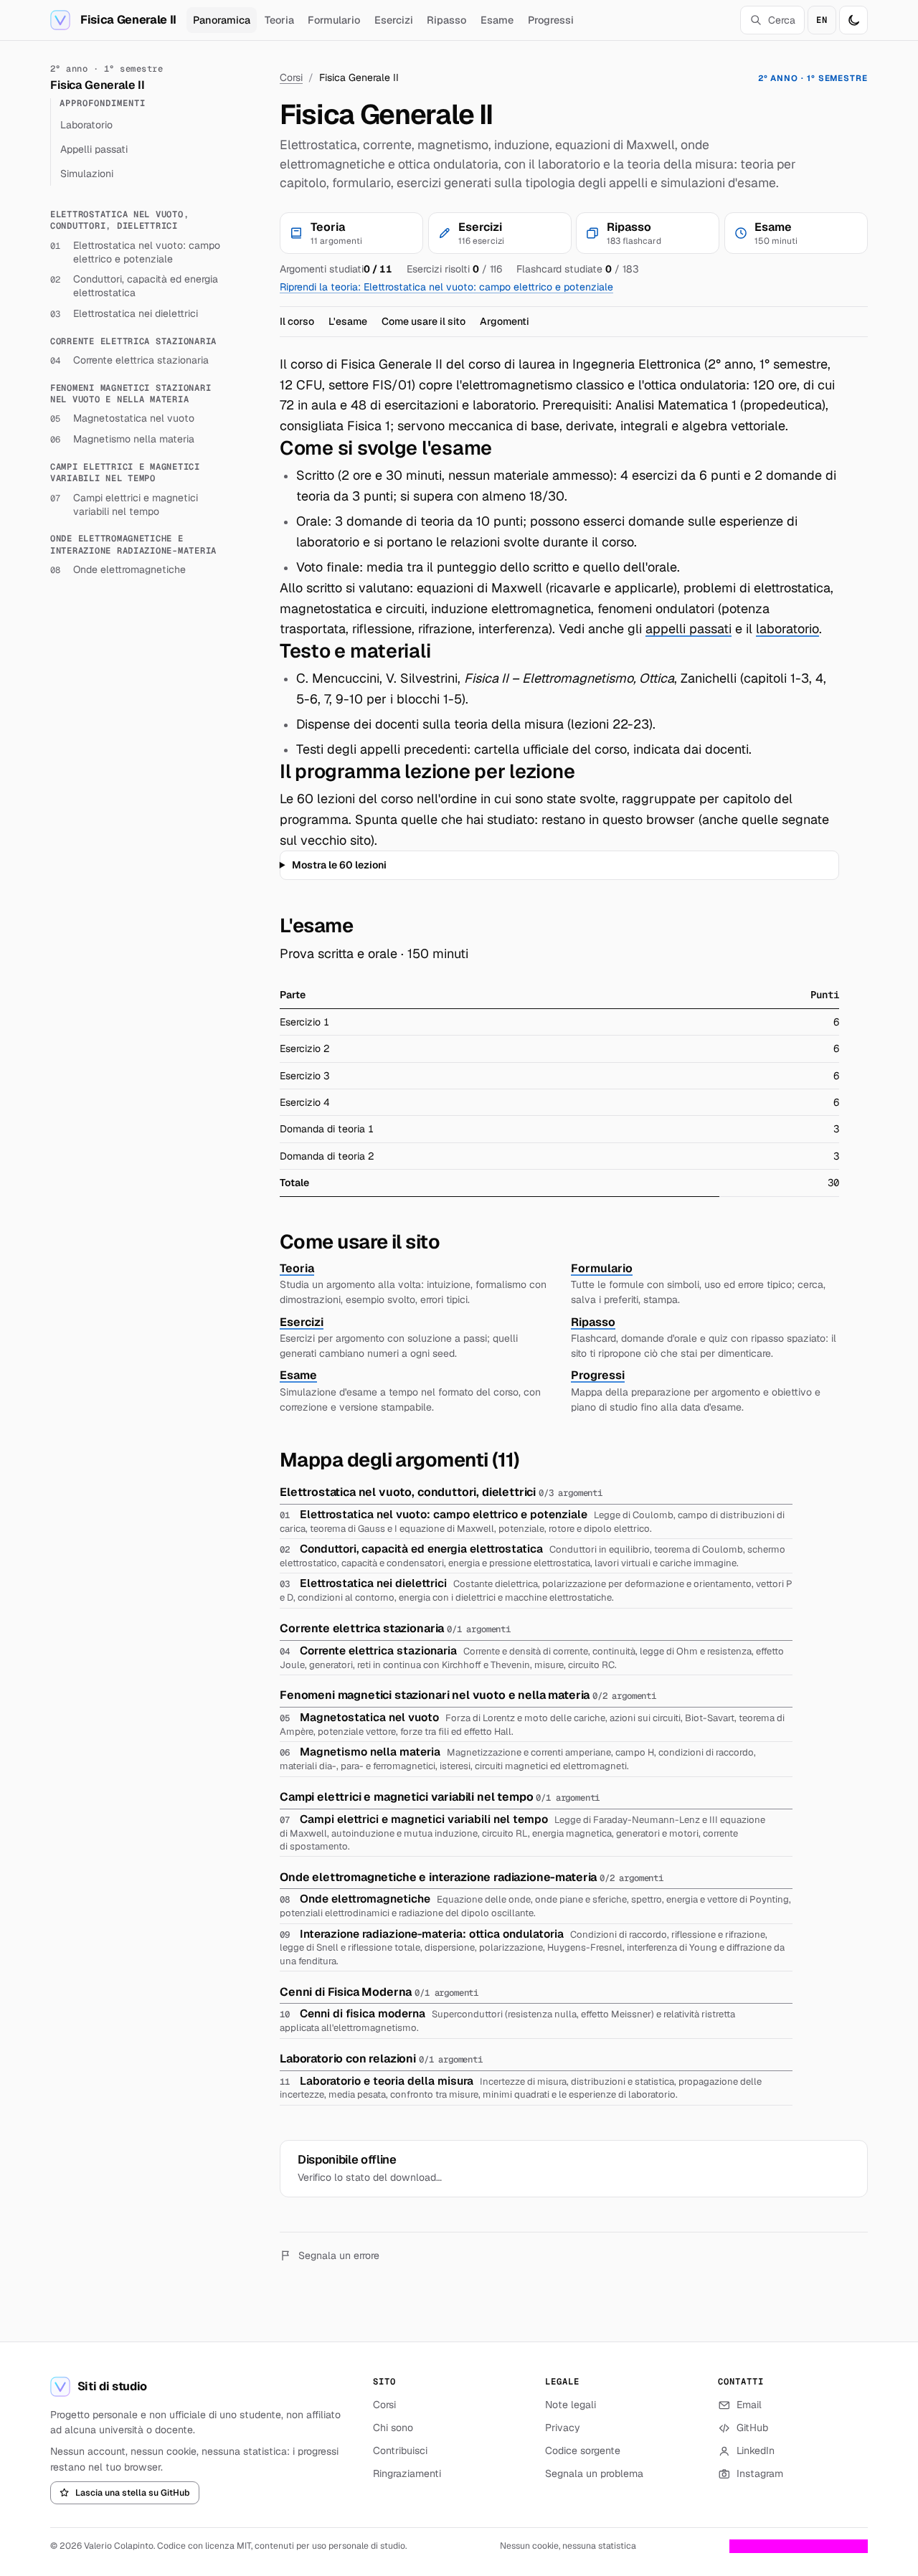 Fisica Generale II
Panoramica
Teoria
Formulario
Esercizi
Ripasso
Esame
Progressi
Cerca
EN
2° anno · 1° semestre
Fisica Generale II
APPROFONDIMENTI
Laboratorio
Appelli passati
Simulazioni
ELETTROSTATICA NEL VUOTO,
CONDUTTORI, DIELETTRICI
01 Elettrostatica nel vuoto: campo
elettrico e potenziale
02 Conduttori, capacità ed energia
elettrostatica
03 Elettrostatica nei dielettrici
CORRENTE ELETTRICA STAZIONARIA
04 Corrente elettrica stazionaria
FENOMENI MAGNETICI STAZIONARI
NEL VUOTO E NELLA MATERIA
05 Magnetostatica nel vuoto
06 Magnetismo nella materia
CAMPI ELETTRICI E MAGNETICI
VARIABILI NEL TEMPO
07 Campi elettrici e magnetici
variabili nel tempo
ONDE ELETTROMAGNETICHE E
INTERAZIONE RADIAZIONE-MATERIA
08 Onde elettromagnetiche
Corsi / Fisica Generale II
2° ANNO · 1° SEMESTRE
Fisica Generale II
Elettrostatica, corrente, magnetismo, induzione, equazioni di Maxwell, onde
elettromagnetiche e ottica ondulatoria, con il laboratorio e la teoria della misura: teoria per
capitolo, formulario, esercizi generati sulla tipologia degli appelli e simulazioni d'esame.
Teoria
11 argomenti
Esercizi
116 esercizi
Ripasso
183 flashcard
Esame
150 minuti
Argomenti studiati0 / 11 Esercizi risolti 0 / 116 Flashcard studiate 0 / 183
Riprendi la teoria: Elettrostatica nel vuoto: campo elettrico e potenziale
Il corso L'esame Come usare il sito Argomenti
Il corso di Fisica Generale II del corso di laurea in Ingegneria Elettronica (2° anno, 1° semestre,
12 CFU, settore FIS/01) copre l'elettromagnetismo classico e l'ottica ondulatoria: 120 ore, di cui
72 in aula e 48 di esercitazioni e laboratorio. Prerequisiti: Analisi Matematica 1 (propedeutica),
consigliata Fisica 1; servono meccanica di base, derivate, integrali e algebra vettoriale.
Come si svolge l'esame
• Scritto (2 ore e 30 minuti, nessun materiale ammesso): 4 esercizi da 6 punti e 2 domande di
teoria da 3 punti; si supera con almeno 18/30.
• Orale: 3 domande di teoria da 10 punti; possono esserci domande sulle esperienze di
laboratorio e si portano le relazioni svolte durante il corso.
• Voto finale: media tra il punteggio dello scritto e quello dell'orale.
Allo scritto si valutano: equazioni di Maxwell (ricavarle e applicarle), problemi di elettrostatica,
magnetostatica e circuiti, induzione elettromagnetica, fenomeni ondulatori (potenza
trasportata, riflessione, rifrazione, interferenza). Vedi anche gli appelli passati e il laboratorio.
Testo e materiali
• C. Mencuccini, V. Silvestrini, Fisica II – Elettromagnetismo, Ottica, Zanichelli (capitoli 1-3, 4,
5-6, 7, 9-10 per i blocchi 1-5).
• Dispense dei docenti sulla teoria della misura (lezioni 22-23).
• Testi degli appelli precedenti: cartella ufficiale del corso, indicata dai docenti.
Il programma lezione per lezione
Le 60 lezioni del corso nell'ordine in cui sono state svolte, raggruppate per capitolo del
programma. Spunta quelle che hai studiato: restano in questo browser (anche quelle segnate
sul vecchio sito).
Mostra le 60 lezioni
L'esame
Prova scritta e orale · 150 minuti
Parte Punti
Esercizio 1 6
Esercizio 2 6
Esercizio 3 6
Esercizio 4 6
Domanda di teoria 1 3
Domanda di teoria 2 3
Totale 30
Come usare il sito
Teoria
Studia un argomento alla volta: intuizione, formalismo con
dimostrazioni, esempio svolto, errori tipici.
Formulario
Tutte le formule con simboli, uso ed errore tipico; cerca,
salva i preferiti, stampa.
Esercizi
Esercizi per argomento con soluzione a passi; quelli
generati cambiano numeri a ogni seed.
Ripasso
Flashcard, domande d'orale e quiz con ripasso spaziato: il
sito ti ripropone ciò che stai per dimenticare.
Esame
Simulazione d'esame a tempo nel formato del corso, con
correzione e versione stampabile.
Progressi
Mappa della preparazione per argomento e obiettivo e
piano di studio fino alla data d'esame.
Mappa degli argomenti (11)
Elettrostatica nel vuoto, conduttori, dielettrici 0/3 argomenti
01 Elettrostatica nel vuoto: campo elettrico e potenziale Legge di Coulomb, campo di distribuzioni di
carica, teorema di Gauss e I equazione di Maxwell, potenziale, rotore e dipolo elettrico.
02 Conduttori, capacità ed energia elettrostatica Conduttori in equilibrio, teorema di Coulomb, schermo
elettrostatico, capacità e condensatori, energia e pressione elettrostatica, lavori virtuali e cariche immagine.
03 Elettrostatica nei dielettrici Costante dielettrica, polarizzazione per deformazione e orientamento, vettori P
e D, condizioni al contorno, energia con i dielettrici e macchine elettrostatiche.
Corrente elettrica stazionaria 0/1 argomenti
04 Corrente elettrica stazionaria Corrente e densità di corrente, continuità, legge di Ohm e resistenza, effetto
Joule, generatori, reti in continua con Kirchhoff e Thevenin, misure, circuito RC.
Fenomeni magnetici stazionari nel vuoto e nella materia 0/2 argomenti
05 Magnetostatica nel vuoto Forza di Lorentz e moto delle cariche, azioni sui circuiti, Biot-Savart, teorema di
Ampère, potenziale vettore, forze tra fili ed effetto Hall.
06 Magnetismo nella materia Magnetizzazione e correnti amperiane, campo H, condizioni di raccordo,
materiali dia-, para- e ferromagnetici, isteresi, circuiti magnetici ed elettromagneti.
Campi elettrici e magnetici variabili nel tempo 0/1 argomenti
07 Campi elettrici e magnetici variabili nel tempo Legge di Faraday-Neumann-Lenz e III equazione
di Maxwell, autoinduzione e mutua induzione, circuito RL, energia magnetica, generatori e motori, corrente
di spostamento.
Onde elettromagnetiche e interazione radiazione-materia 0/2 argomenti
08 Onde elettromagnetiche Equazione delle onde, onde piane e sferiche, spettro, energia e vettore di Poynting,
potenziali elettrodinamici e radiazione del dipolo oscillante.
09 Interazione radiazione-materia: ottica ondulatoria Condizioni di raccordo, riflessione e rifrazione,
legge di Snell e riflessione totale, dispersione, polarizzazione, Huygens-Fresnel, interferenza di Young e diffrazione da
una fenditura.
Cenni di Fisica Moderna 0/1 argomenti
10 Cenni di fisica moderna Superconduttori (resistenza nulla, effetto Meissner) e relatività ristretta
applicata all'elettromagnetismo.
Laboratorio con relazioni 0/1 argomenti
11 Laboratorio e teoria della misura Incertezze di misura, distribuzioni e statistica, propagazione delle
incertezze, media pesata, confronto tra misure, minimi quadrati e le esperienze di laboratorio.
Disponibile offline
Verifico lo stato del download…
Segnala un errore
Siti di studio
Progetto personale e non ufficiale di uno studente, non affiliato
ad alcuna università o docente.
Nessun account, nessun cookie, nessuna statistica: i progressi
restano nel tuo browser.
Lascia una stella su GitHub
SITO
Corsi
Chi sono
Contribuisci
Ringraziamenti
LEGALE
Note legali
Privacy
Codice sorgente
Segnala un problema
CONTATTI
Email
GitHub
LinkedIn
Instagram
© 2026 Valerio Colapinto. Codice con licenza MIT, contenuti per uso personale di studio.
Nessun cookie, nessuna statistica